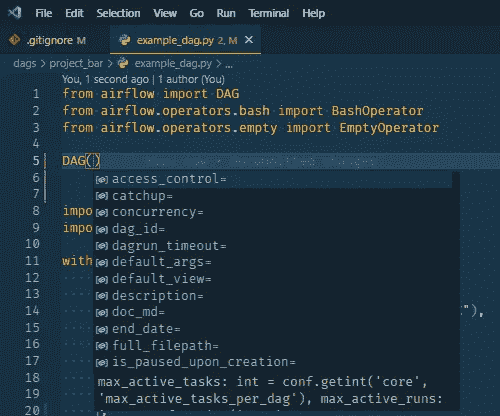 File Edit Selection View Go Run Terminal Help
.gitignore M example_dag.py 2, M
dags > project_bar > example_dag.py > ...
You, 1 second ago | 1 author (You)
1 from airflow import DAG
2 from airflow.operators.bash import BashOperator
3 from airflow.operators.empty import EmptyOperator
4
5 DAG()
6 access_control=
7 catchup=
8 impo concurrency=
9 impo dag_id=
10 dagrun_timeout=
11 with default_args=
12 default_view=
13 description=
14 doc_md= "),
15 end_date=
16 full_filepath=
17 is_paused_upon_creation=
18 max_active_tasks: int = conf.getint('core',
19 'max_active_tasks_per_dag'), max_active_runs:
20